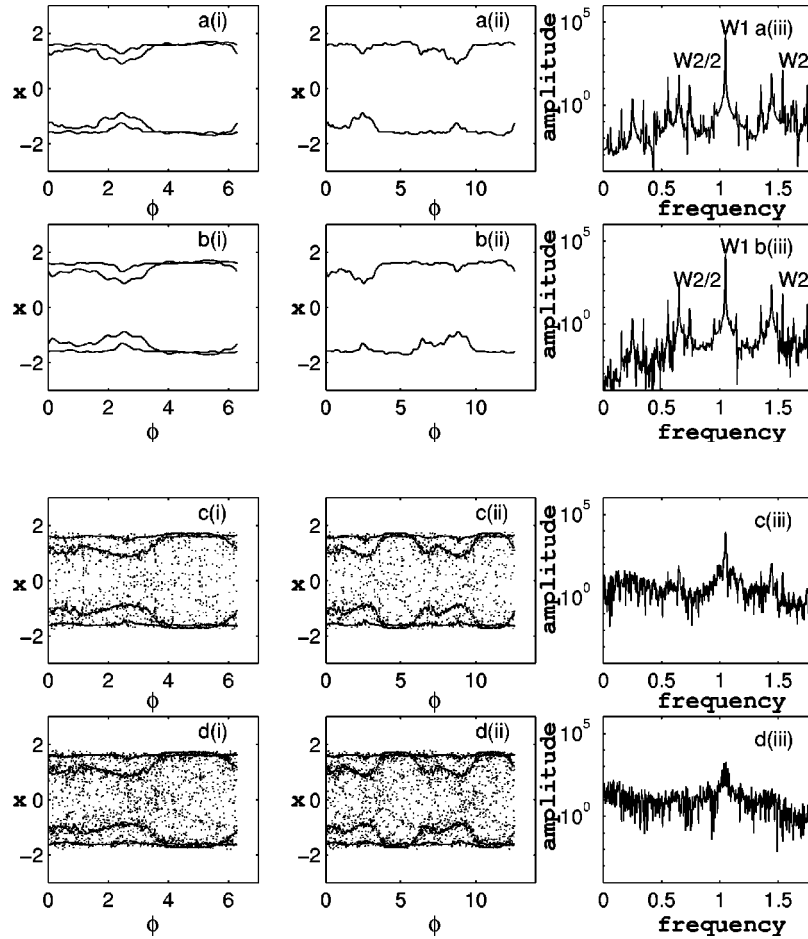 a(i)
x
2
0
−2
0 2 4 6
ϕ
a(ii)
x
2
0
−2
0 5 10
ϕ
W1 a(iii)
W2/2
W2
amplitude
10^5
10^0
0 0.5 1 1.5
frequency
b(i)
x
2
0
−2
0 2 4 6
ϕ
b(ii)
x
2
0
−2
0 5 10
ϕ
W1 b(iii)
W2/2
W2
amplitude
10^5
10^0
0 0.5 1 1.5
frequency
c(i)
x
2
0
−2
0 2 4 6
ϕ
c(ii)
x
2
0
−2
0 5 10
ϕ
c(iii)
amplitude
10^5
10^0
0 0.5 1 1.5
frequency
d(i)
x
2
0
−2
0 2 4 6
ϕ
d(ii)
x
2
0
−2
0 5 10
ϕ
d(iii)
amplitude
10^5
10^0
0 0.5 1 1.5
frequency